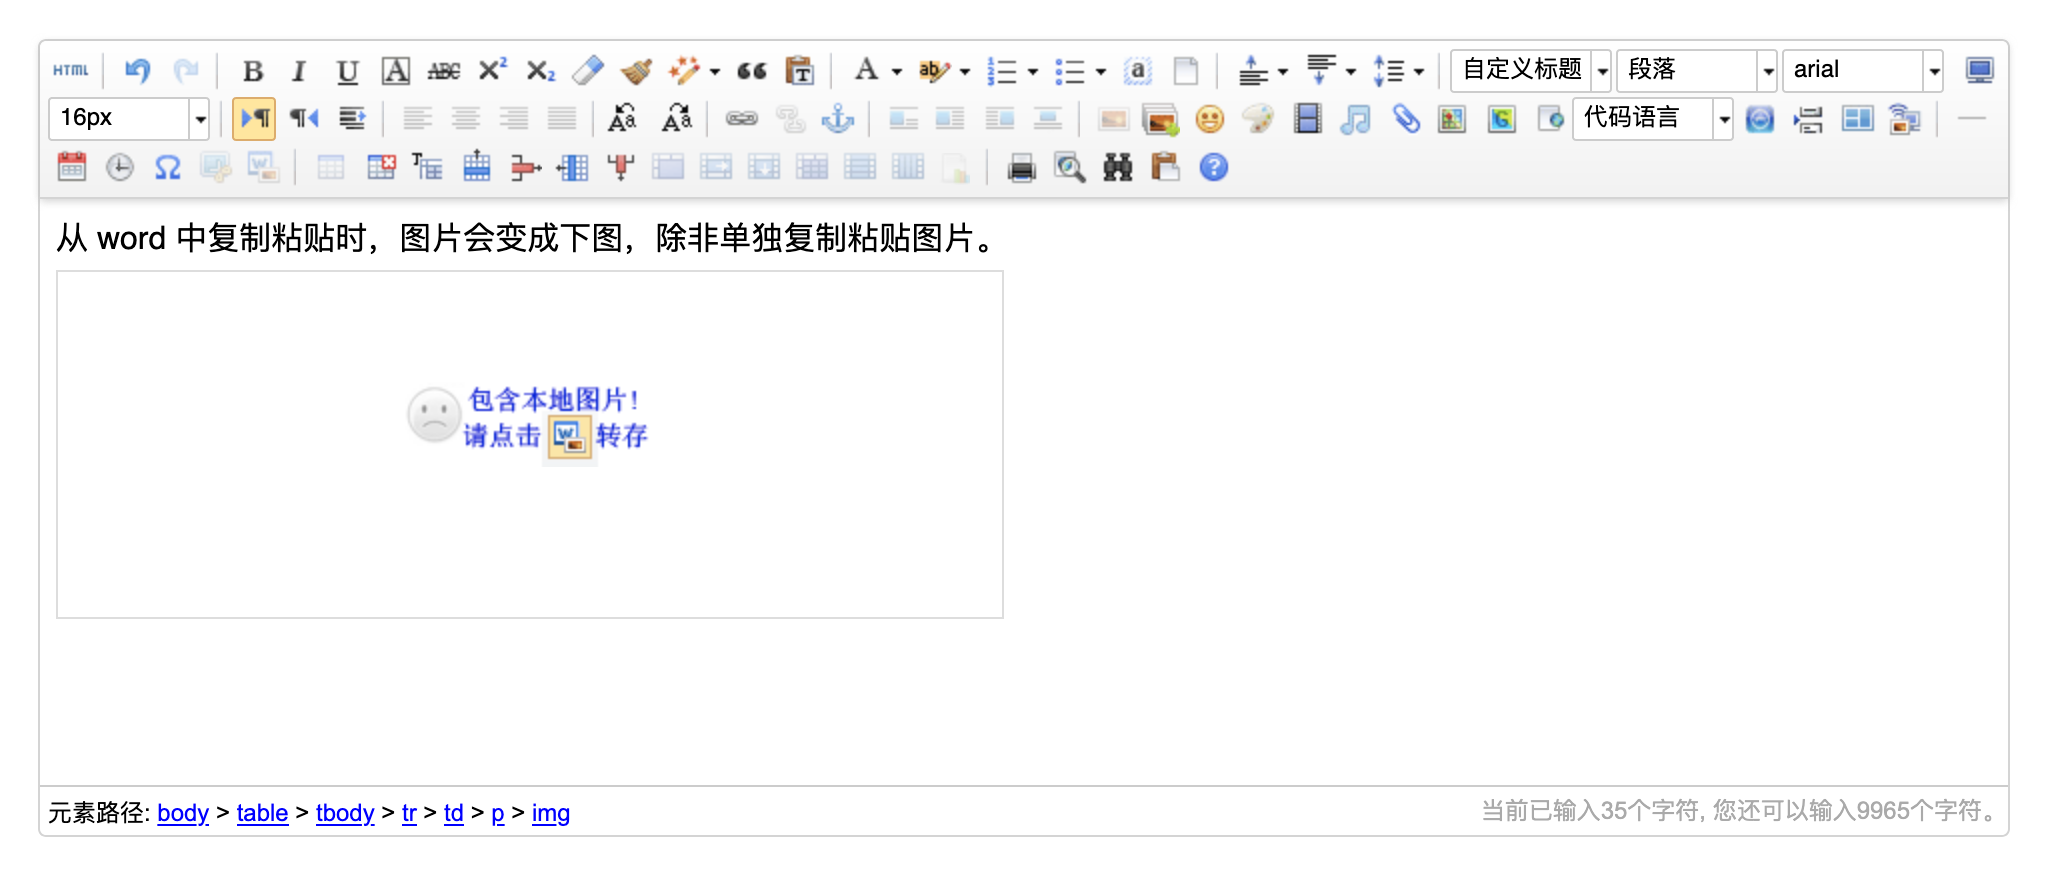 HTML
自定义标题 段落 arial
16px 代码语言
从 word 中复制粘贴时，图片会变成下图，除非单独复制粘贴图片。
包含本地图片!
请点击 转存
元素路径: body > table > tbody > tr > td > p > img
当前已输入35个字符, 您还可以输入9965个字符。